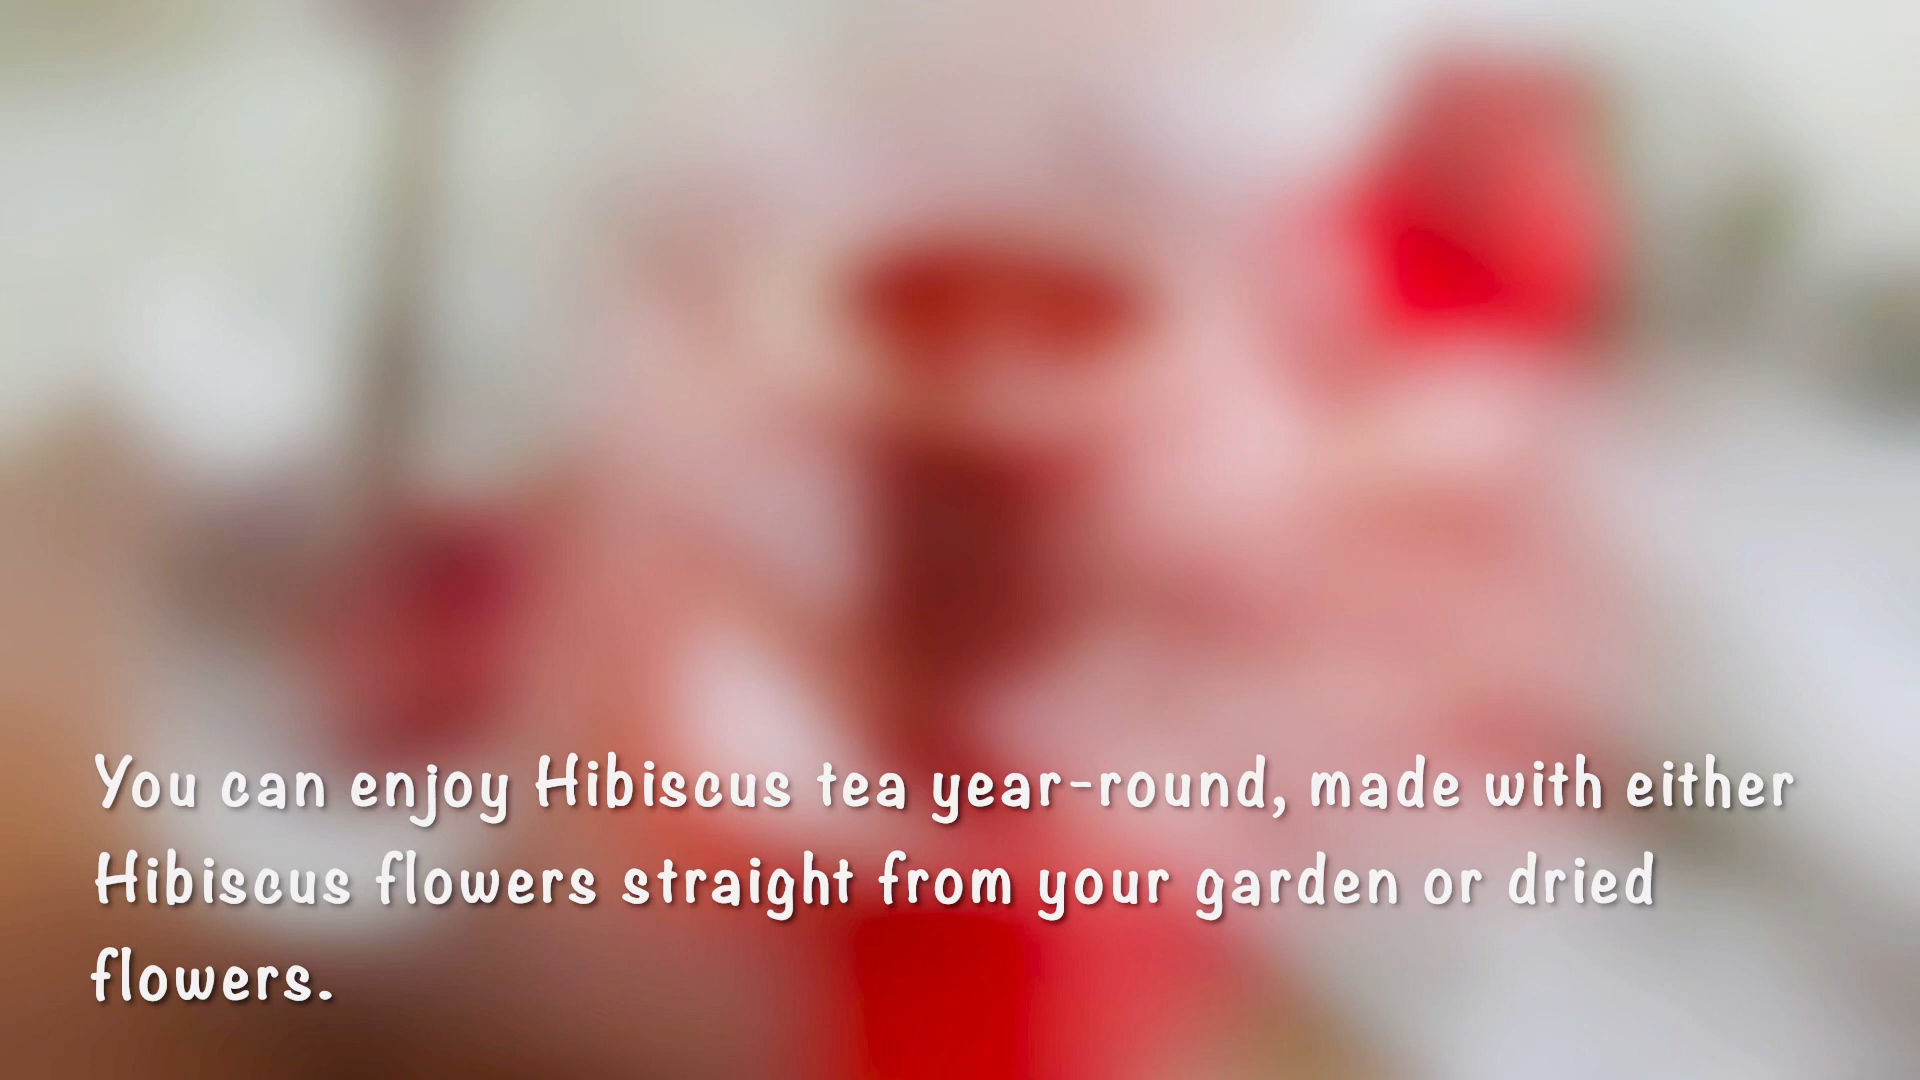 You can enjoy Hibiscus tea year-round, made with either
Hibiscus flowers straight from your garden or dried
flowers.